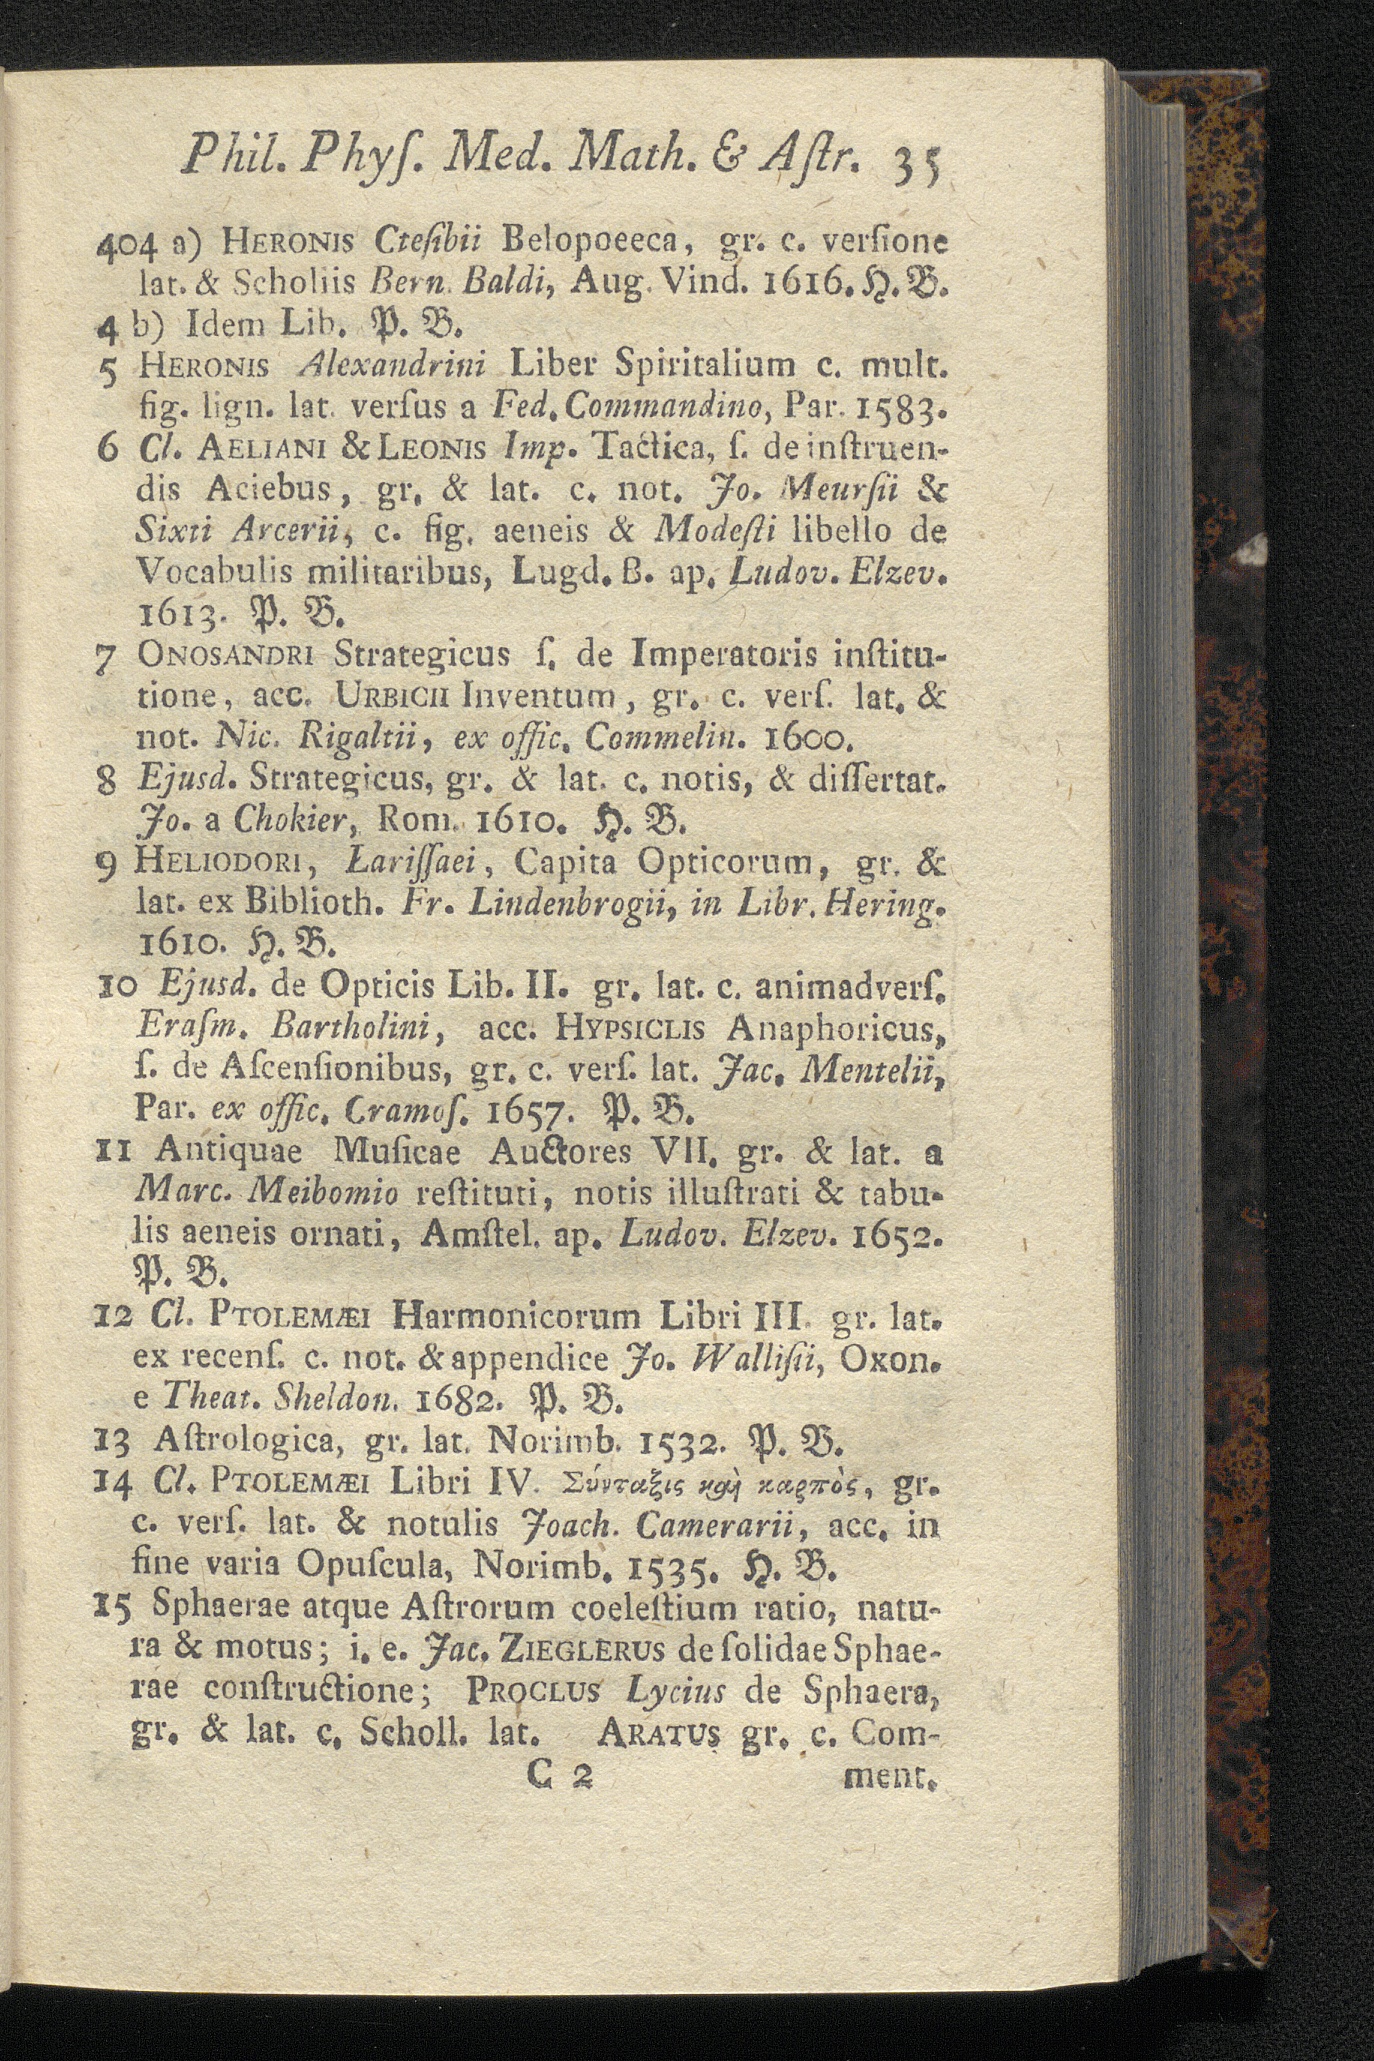 Phil. Phyſ. Med. Math. & Aſtr. 35
404 a) HERONIS Cteſibii Belopoeeca, gr. c. verſione
lat. & Scholiis Bern. Baldi, Aug. Vind. 1616. H. B.
4 b) Idem Lib. P. B.
5 HERONIS Alexandrini Liber Spiritalium c. mult.
fig. lign. lat. verſus a Fed. Commandino, Par. 1583.
6 Cl. AELIANI & LEONIS Imp. Tactica, ſ. de inſtruen-
dis Aciebus, gr. & lat. c. not. Jo. Meurſii &
Sixti Arcerii, c. fig. aeneis & Modeſti libello de
Vocabulis militaribus, Lugd. B. ap. Ludov. Elzev.
1613. P. B.
7 ONOSANDRI Strategicus ſ. de Imperatoris inſtitu-
tione, acc. URBICII Inventum, gr. c. verſ. lat. &
not. Nic. Rigaltii, ex offic. Commelin. 1600.
8 Ejusd. Strategicus, gr. & lat. c. notis, & diſſertat.
Jo. a Chokier, Rom. 1610. H. B.
9 HELIODORI, Lariſſaei, Capita Opticorum, gr. &
lat. ex Biblioth. Fr. Lindenbrogii, in Libr. Hering.
1610. H. B.
10 Ejusd. de Opticis Lib. II. gr. lat. c. animadverſ.
Eraſm. Bartholini, acc. HYPSICLIS Anaphoricus,
ſ. de Aſcenſionibus, gr. c. verſ. lat. Jac. Mentelii,
Par. ex offic. Cramoſ. 1657. P. B.
11 Antiquae Muſicae Auctores VII. gr. & lat. a
Marc. Meibomio reſtituti, notis illuſtrati & tabu-
lis aeneis ornati, Amſtel. ap. Ludov. Elzev. 1652.
P. B.
12 Cl. PTOLEMÆI Harmonicorum Libri III. gr. lat.
ex recenſ. c. not. & appendice Jo. Walliſii, Oxon.
e Theat. Sheldon. 1682. P. B.
13 Aſtrologica, gr. lat. Norimb. 1532. P. B.
14 Cl. PTOLEMÆI Libri IV. Σύνταξις καὶ καρπὸς, gr.
c. verſ. lat. & notulis Joach. Camerarii, acc. in
fine varia Opuſcula, Norimb. 1535. H. B.
15 Sphaerae atque Aſtrorum coeleſtium ratio, natu-
ra & motus; i. e. Jac. ZIEGLERUS de ſolidae Sphae-
rae conſtructione; PROCLUS Lycius de Sphaera,
gr. & lat. c. Scholl. lat. ARATUS gr. c. Com-
C 2 ment.